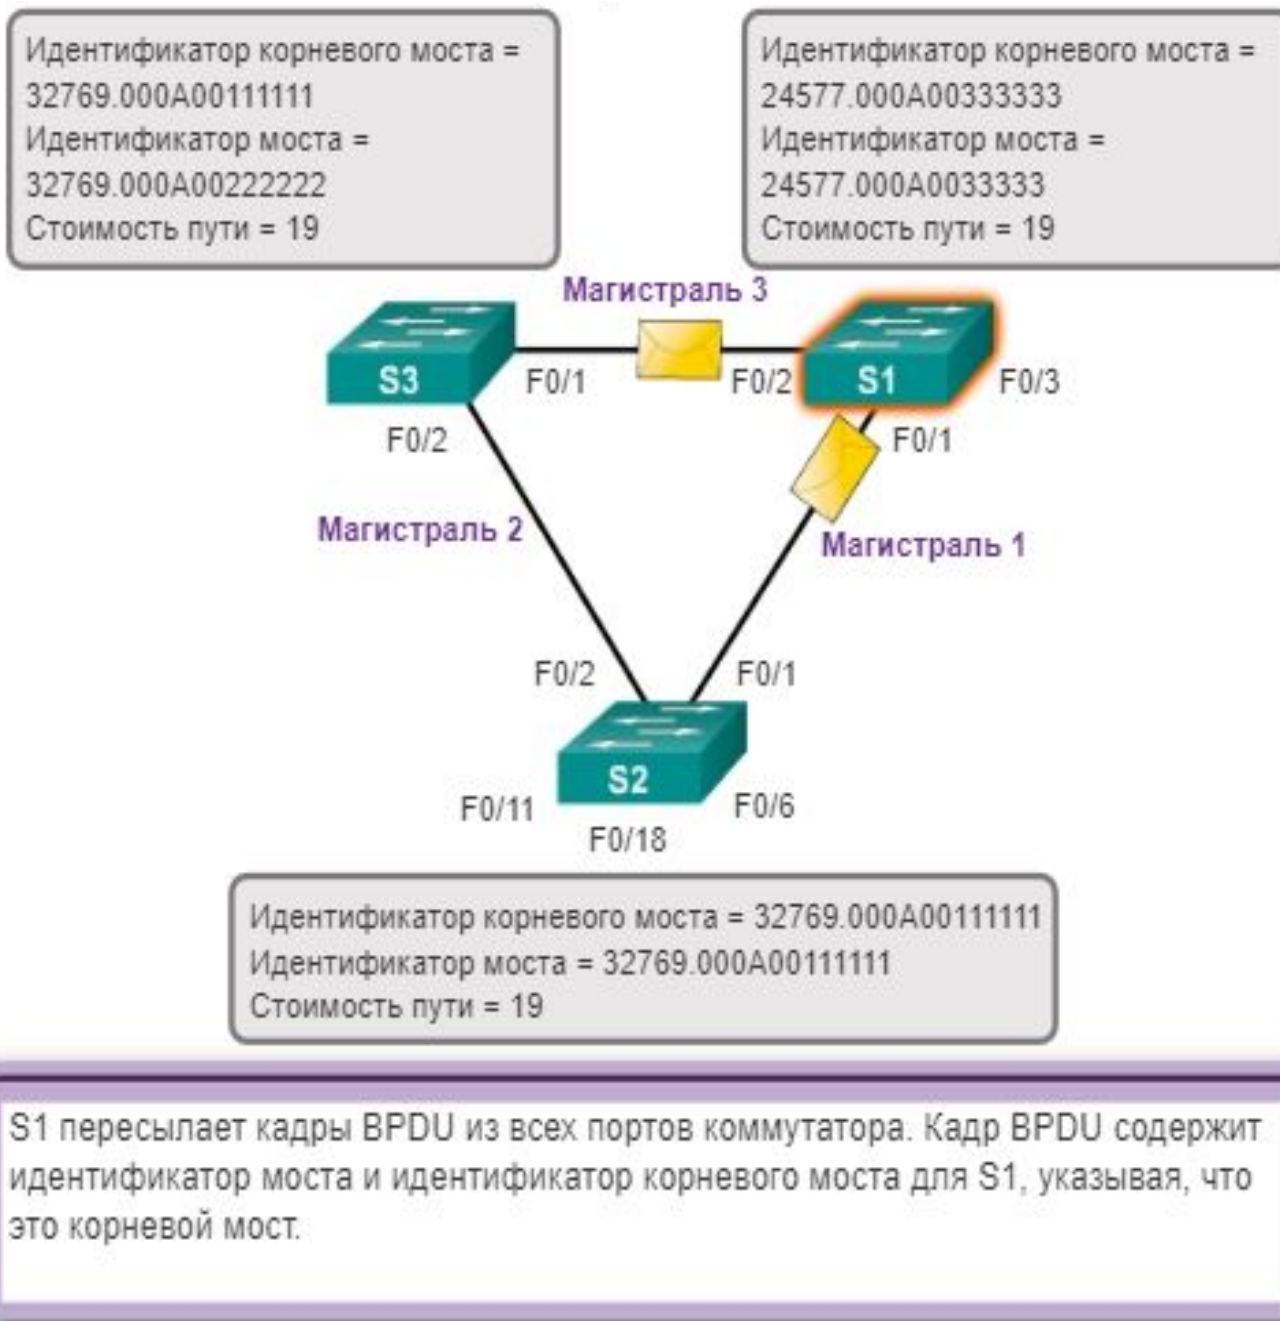 Идентификатор корневого моста =
32769.000A00111111
Идентификатор моста =
32769.000A00222222
Стоимость пути = 19
Идентификатор корневого моста =
24577.000A00333333
Идентификатор моста =
24577.000A0033333
Стоимость пути = 19
Магистраль 3
S3
F0/1
F0/2
S1
F0/3
F0/2
F0/1
Магистраль 2
Магистраль 1
F0/2
F0/1
S2
F0/11
F0/6
F0/18
Идентификатор корневого моста = 32769.000A00111111
Идентификатор моста = 32769.000A00111111
Стоимость пути = 19
S1 пересылает кадры BPDU из всех портов коммутатора. Кадр BPDU содержит
идентификатор моста и идентификатор корневого моста для S1, указывая, что
это корневой мост.